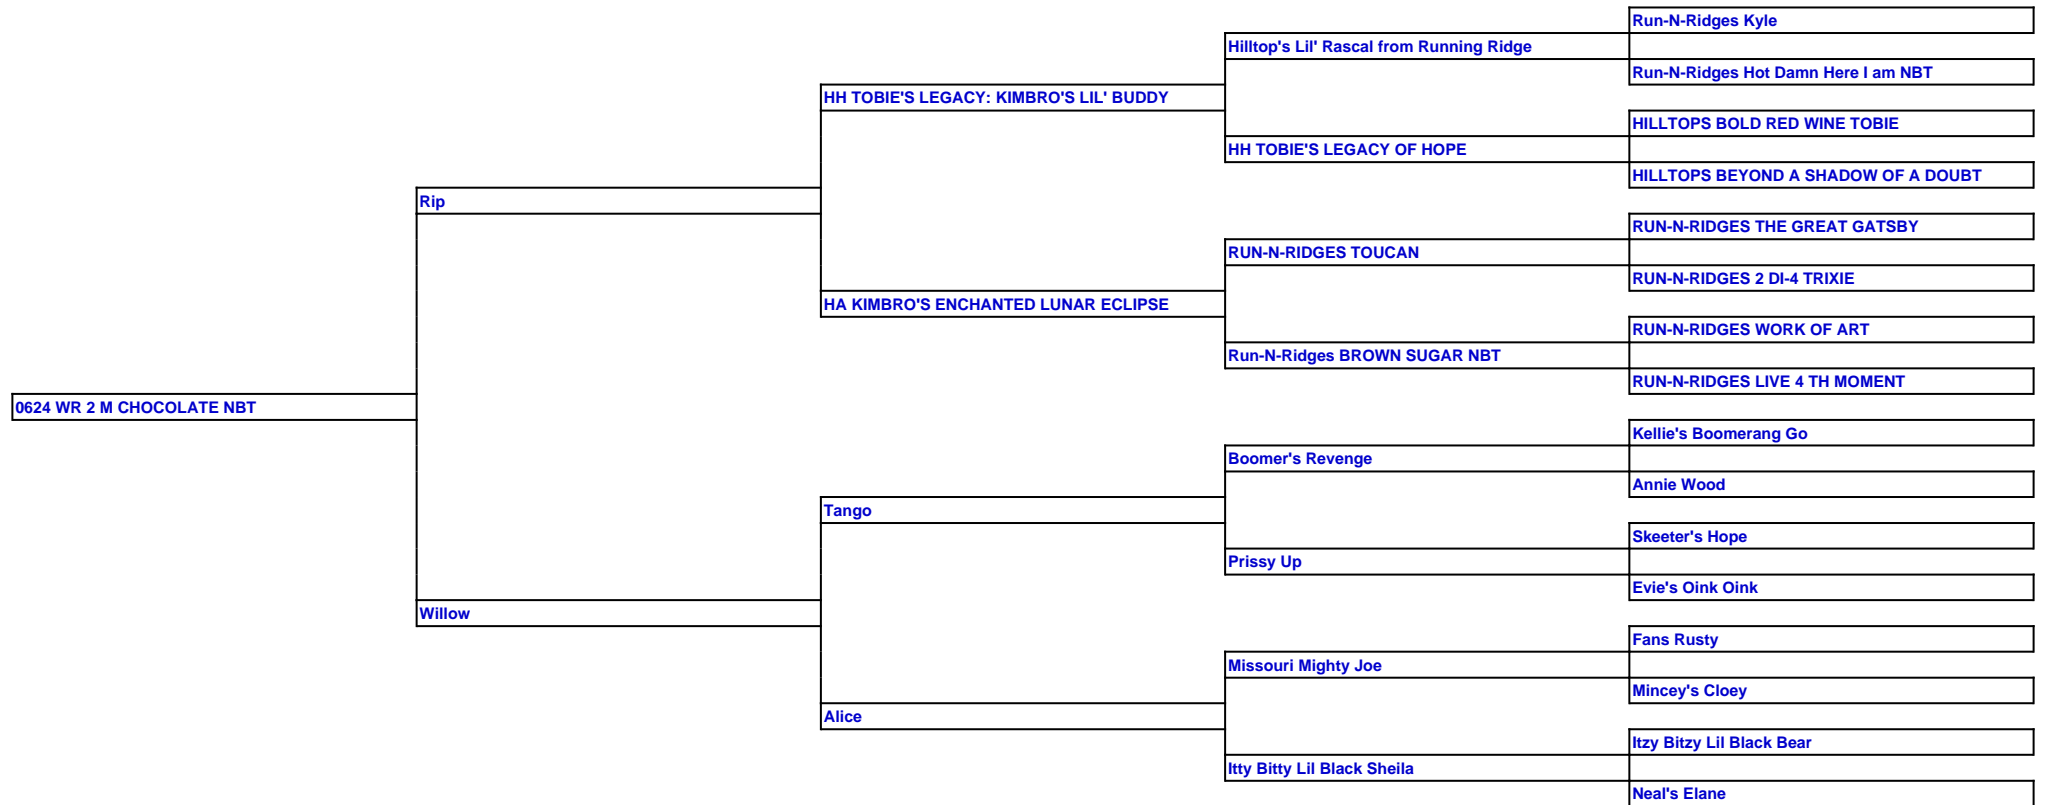 Run-N-Ridges Kyle
Hilltop's Lil' Rascal from Running Ridge
Run-N-Ridges Hot Damn Here I am NBT
HH TOBIE'S LEGACY: KIMBRO'S LIL' BUDDY
HILLTOPS BOLD RED WINE TOBIE
HH TOBIE'S LEGACY OF HOPE
HILLTOPS BEYOND A SHADOW OF A DOUBT
Rip
RUN-N-RIDGES THE GREAT GATSBY
RUN-N-RIDGES TOUCAN
RUN-N-RIDGES 2 DI-4 TRIXIE
HA KIMBRO'S ENCHANTED LUNAR ECLIPSE
RUN-N-RIDGES WORK OF ART
Run-N-Ridges BROWN SUGAR NBT
RUN-N-RIDGES LIVE 4 TH MOMENT
0624 WR 2 M CHOCOLATE NBT
Kellie's Boomerang Go
Boomer's Revenge
Annie Wood
Tango
Skeeter's Hope
Prissy Up
Evie's Oink Oink
Willow
Fans Rusty
Missouri Mighty Joe
Mincey's Cloey
Alice
Itzy Bitzy Lil Black Bear
Itty Bitty Lil Black Sheila
Neal's Elane